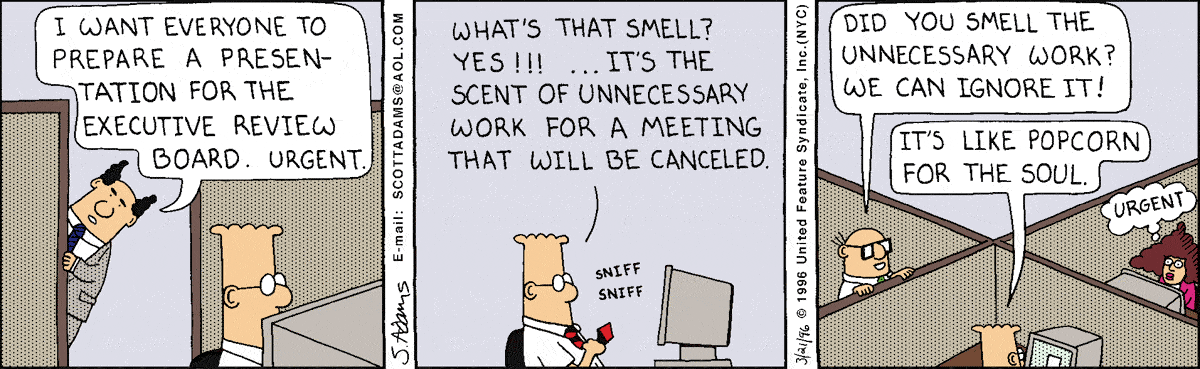 I WANT EVERYONE TO
PREPARE A PRESEN-
TATION FOR THE
EXECUTIVE REVIEW
BOARD. URGENT.
S. Adams
E-mail: SCOTTADAMS@AOL.COM
WHAT'S THAT SMELL?
YES!!! ...IT'S THE
SCENT OF UNNECESSARY
WORK FOR A MEETING
THAT WILL BE CANCELED.
SNIFF
SNIFF
3/21/96 © 1996 United Feature Syndicate, Inc.(NYC)
DID YOU SMELL THE
UNNECESSARY WORK?
WE CAN IGNORE IT!
IT'S LIKE POPCORN
FOR THE SOUL.
URGENT